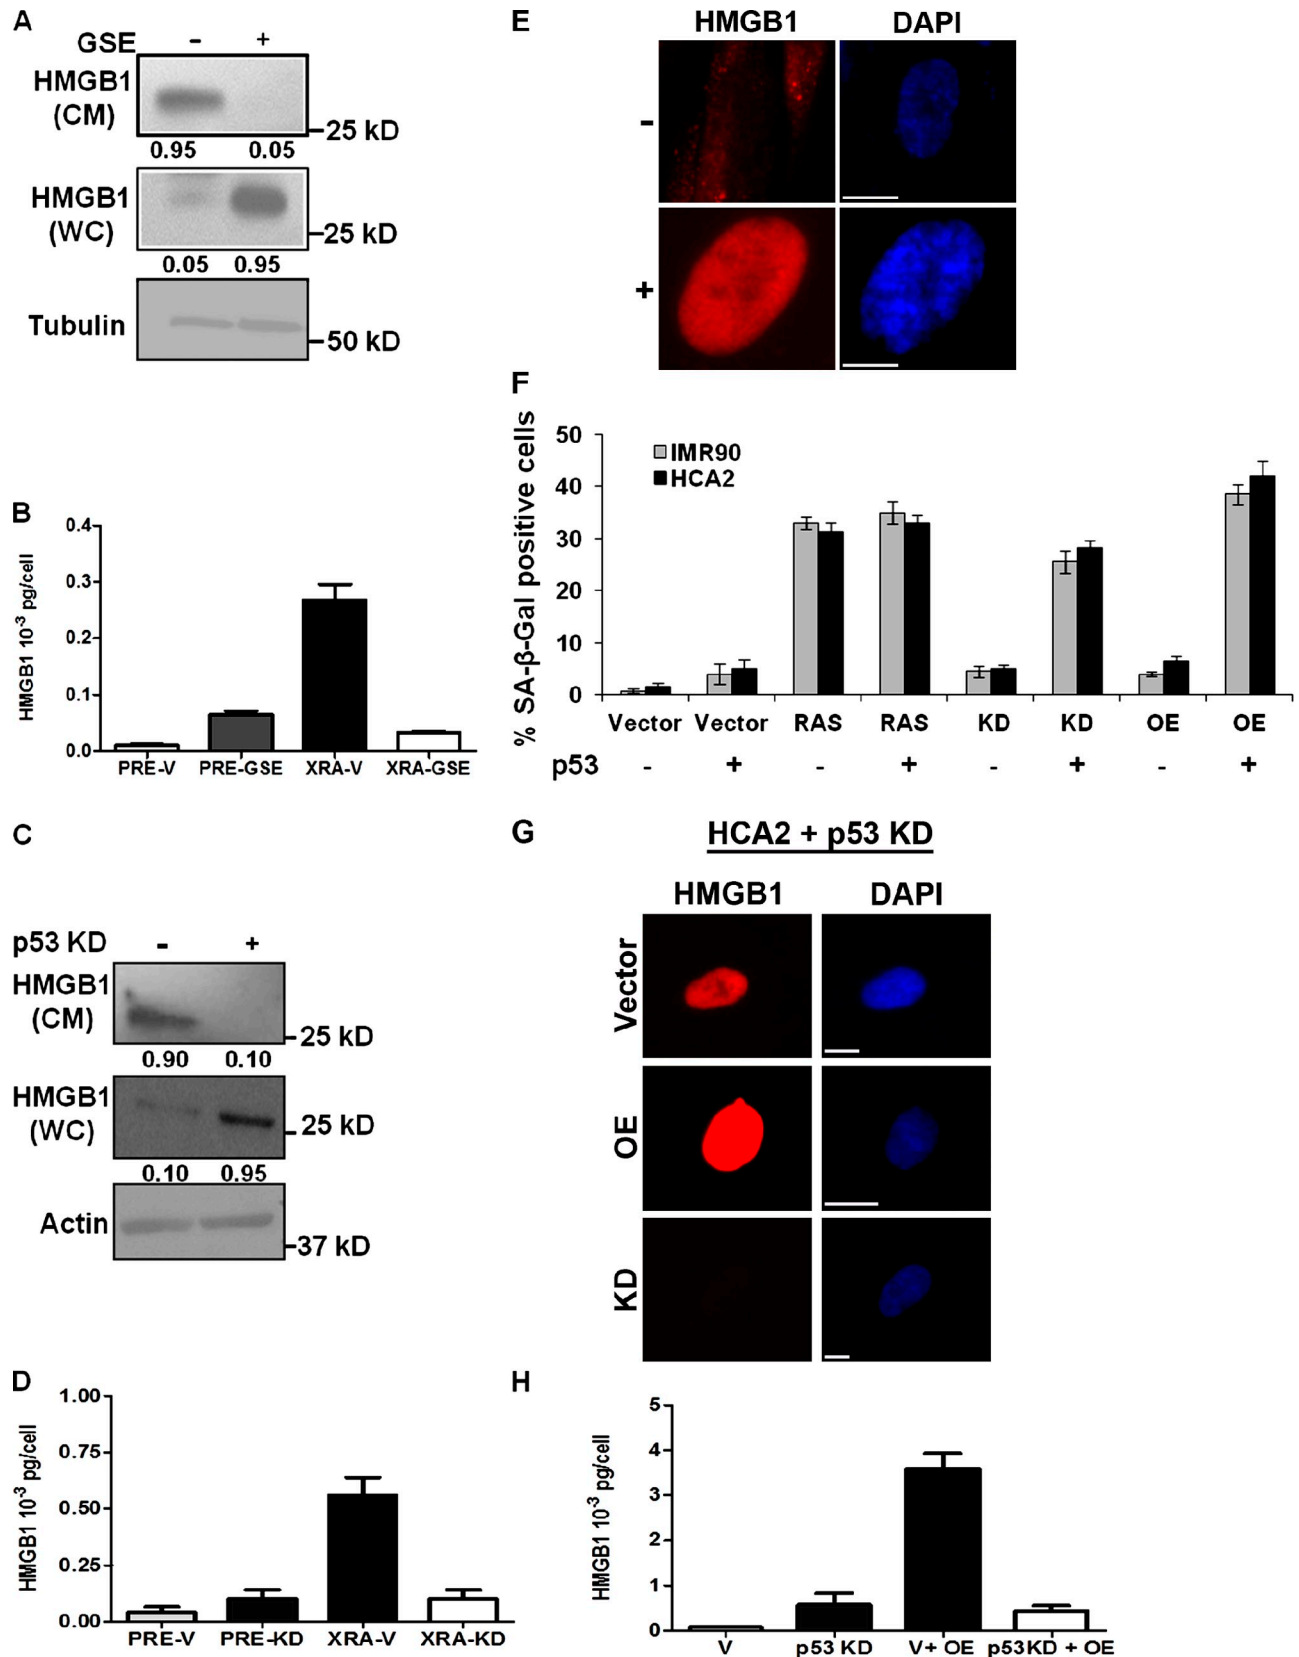 A
GSE - +
HMGB1
(CM)
25 kD
0.95 0.05
HMGB1
(WC)
25 kD
0.05 0.95
Tubulin
50 kD
B
HMGB1 10⁻³ pg/cell
0.4
0.3
0.2
0.1
0.0
PRE-V PRE-GSE XRA-V XRA-GSE
C
p53 KD - +
HMGB1
(CM)
25 kD
0.90 0.10
HMGB1
(WC)
25 kD
0.10 0.95
Actin
37 kD
D
HMGB1 10⁻³ pg/cell
1.00
0.75
0.50
0.25
0.00
PRE-V PRE-KD XRA-V XRA-KD
E
HMGB1 DAPI
-
+
F
% SA-β-Gal positive cells
50
40
30
20
10
0
IMR90
HCA2
Vector Vector RAS RAS KD KD OE OE
p53 - + - + - + - +
G
HCA2 + p53 KD
HMGB1 DAPI
Vector
OE
KD
H
HMGB1 10⁻³ pg/cell
5
4
3
2
1
0
V p53 KD V+ OE p53KD + OE